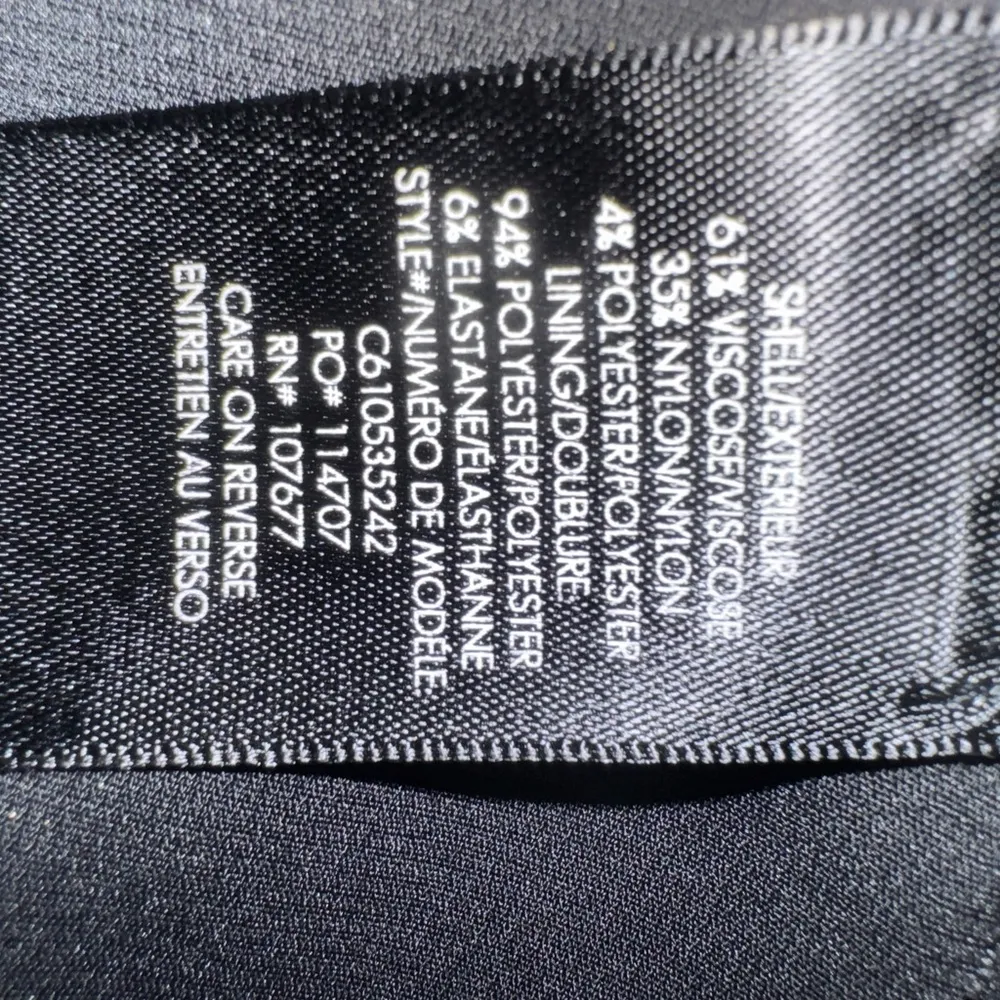 SHELL/EXTÉRIEUR
61% VISCOSE/VISCOSE
35% NYLON/NYLON
4% POLYESTER/POLYESTER
LINING/DOUBLURE
94% POLYESTER/POLYESTER
6% ELASTANE/ÉLASTHANNE
STYLE#/NUMÉRO DE MODÈLE
C610535242
PO# 114707
RN# 107677
CARE ON REVERSE
ENTRETIEN AU VERSO